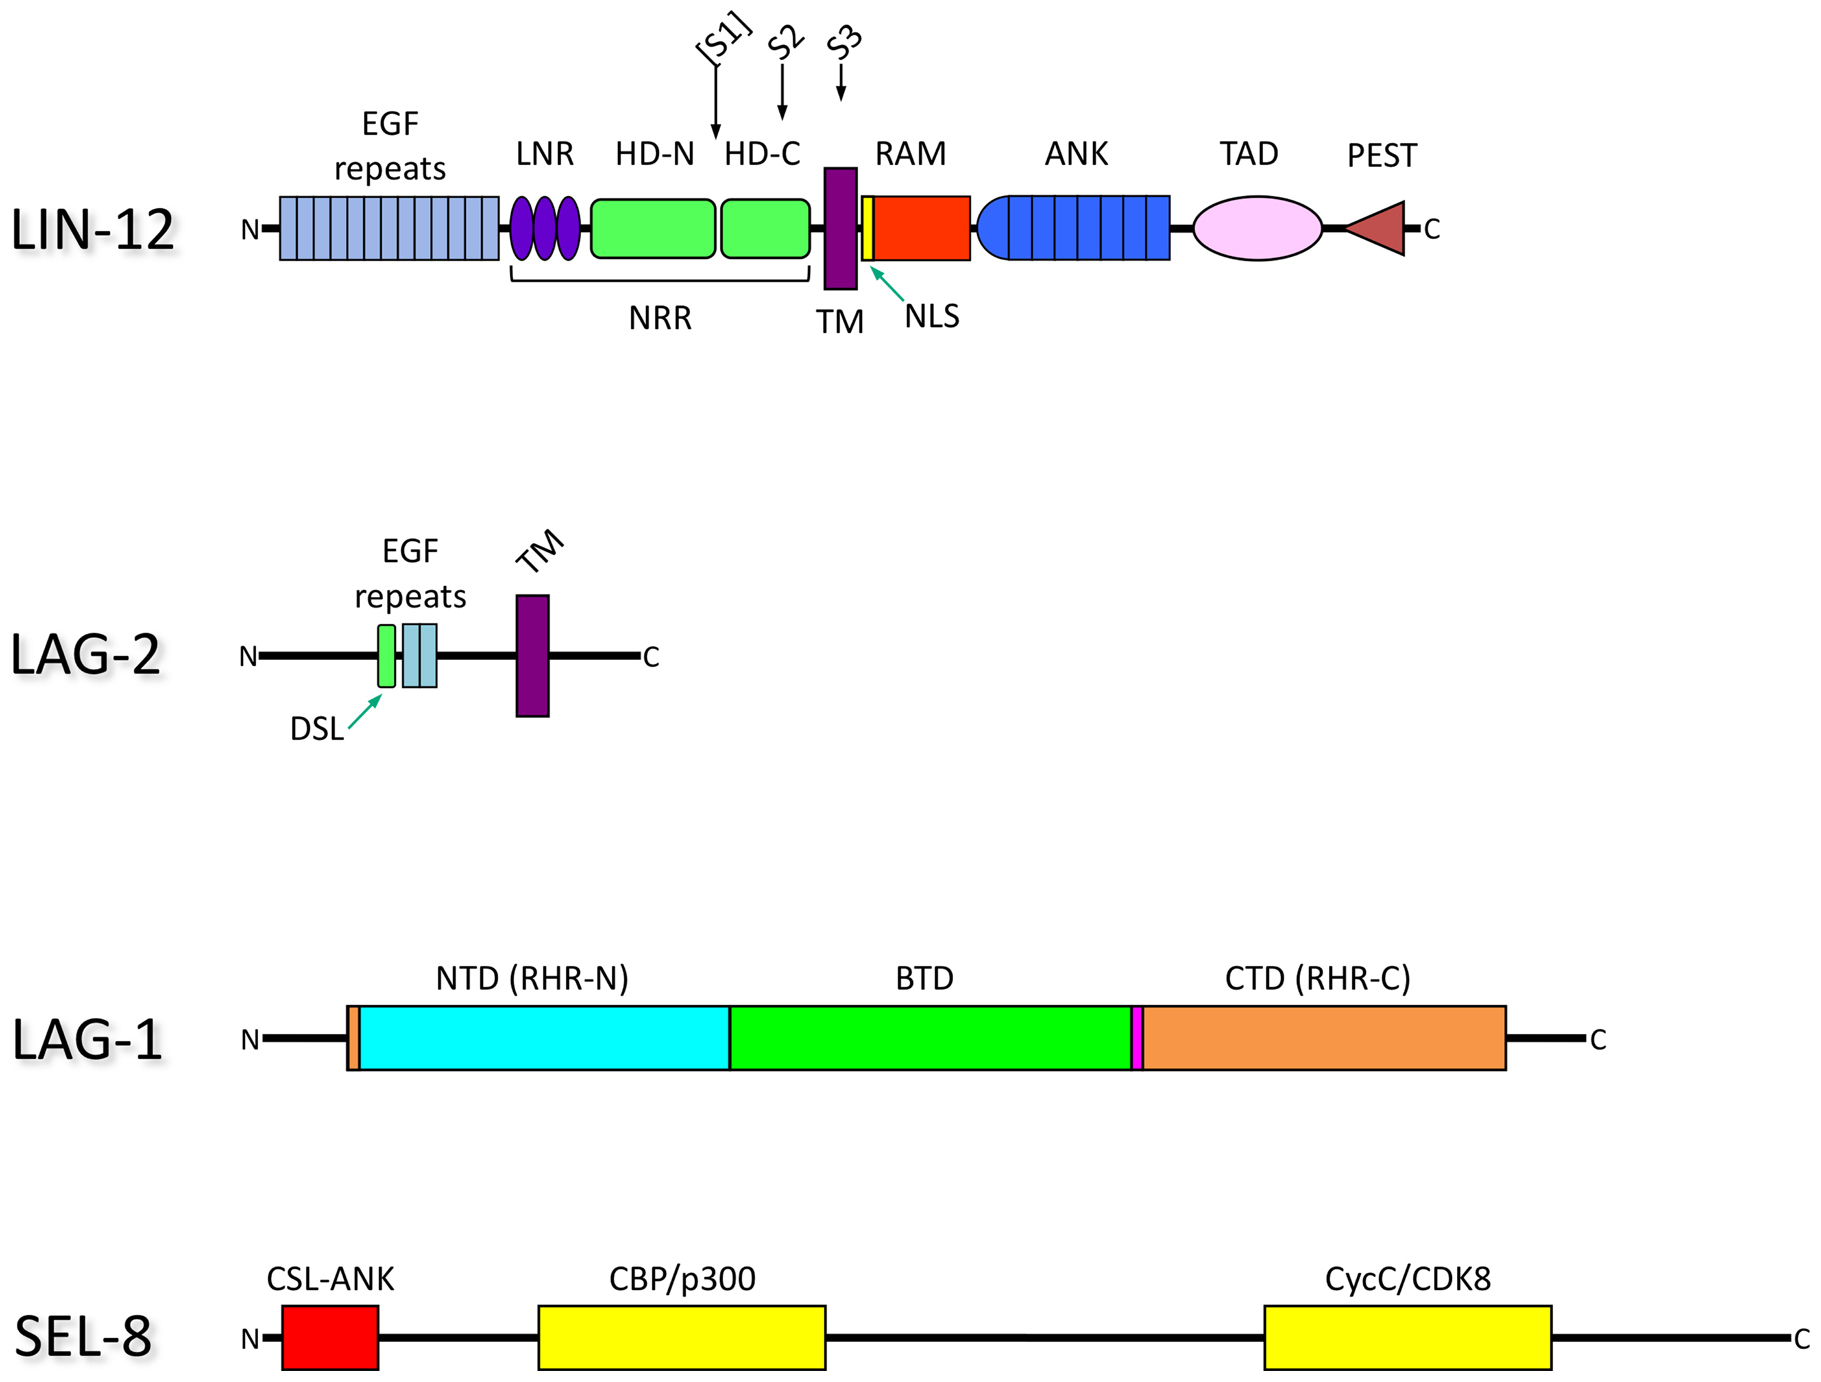 [S1] S2 S3
EGF
repeats
LNR HD-N HD-C RAM ANK TAD PEST
LIN-12 N C
NRR TM NLS
EGF TM
repeats
LAG-2 N C
DSL
NTD (RHR-N) BTD CTD (RHR-C)
LAG-1 N C
CSL-ANK CBP/p300 CycC/CDK8
SEL-8 N C